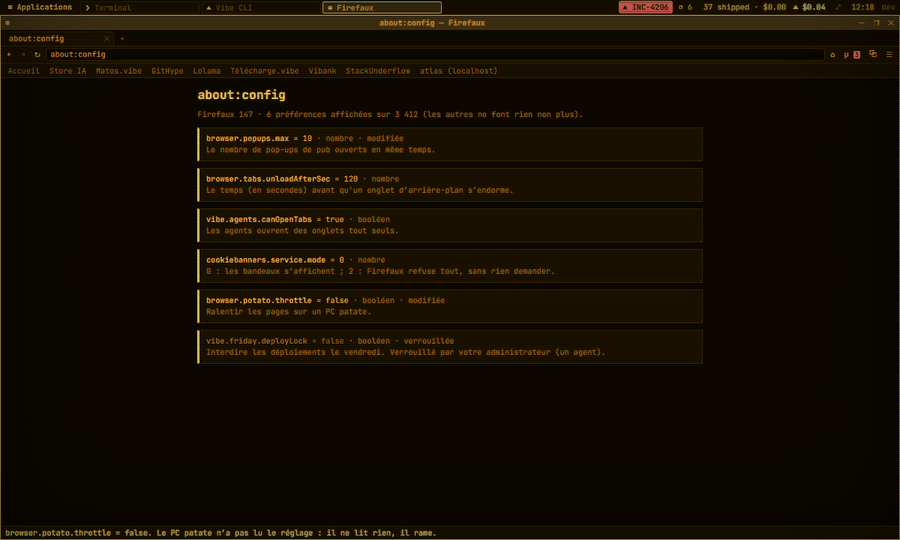 Applications
Terminal
Vibe CLI
Firefaux
INC-4206
6
37 shipped · $0.00
$0.04
12:18
dev
about:config — Firefaux
about:config
about:config
μ 3
Accueil Store IA Matos.vibe GitHype Lolama Télécharge.vibe Vibank StackUnderflow atlas (localhost)
about:config
Firefaux 147 · 6 préférences affichées sur 3 412 (les autres ne font rien non plus).
browser.popups.max = 10 · nombre · modifiée
Le nombre de pop-ups de pub ouverts en même temps.
browser.tabs.unloadAfterSec = 120 · nombre
Le temps (en secondes) avant qu'un onglet d'arrière-plan s'endorme.
vibe.agents.canOpenTabs = true · booléen
Les agents ouvrent des onglets tout seuls.
cookiebanners.service.mode = 0 · nombre
0 : les bandeaux s'affichent ; 2 : Firefaux refuse tout, sans rien demander.
browser.potato.throttle = false · booléen · modifiée
Ralentir les pages sur un PC patate.
vibe.friday.deployLock = false · booléen · verrouillée
Interdire les déploiements le vendredi. Verrouillé par votre administrateur (un agent).
browser.potato.throttle = false. Le PC patate n'a pas lu le réglage : il ne lit rien, il rame.